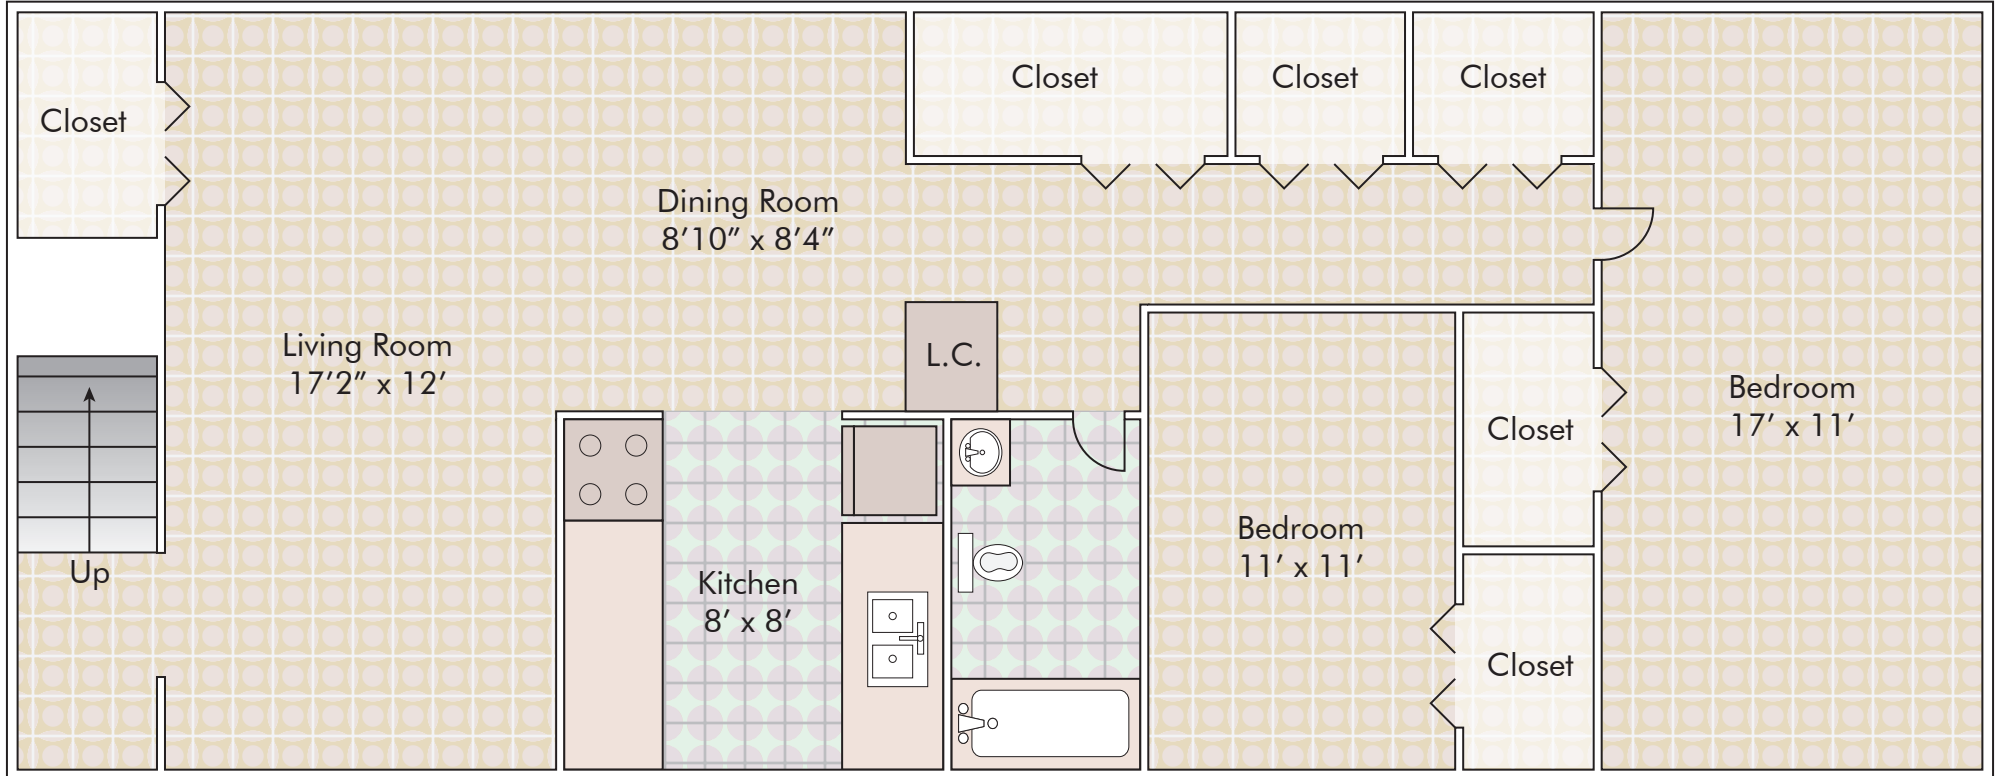 Closet
Closet
Closet
Closet
Dining Room
8’10” x 8’4”
Living Room
17’2” x 12’
L.C.
Bedroom
17’ x 11’
Closet
Bedroom
11’ x 11’
Up
Kitchen
8’ x 8’
Closet